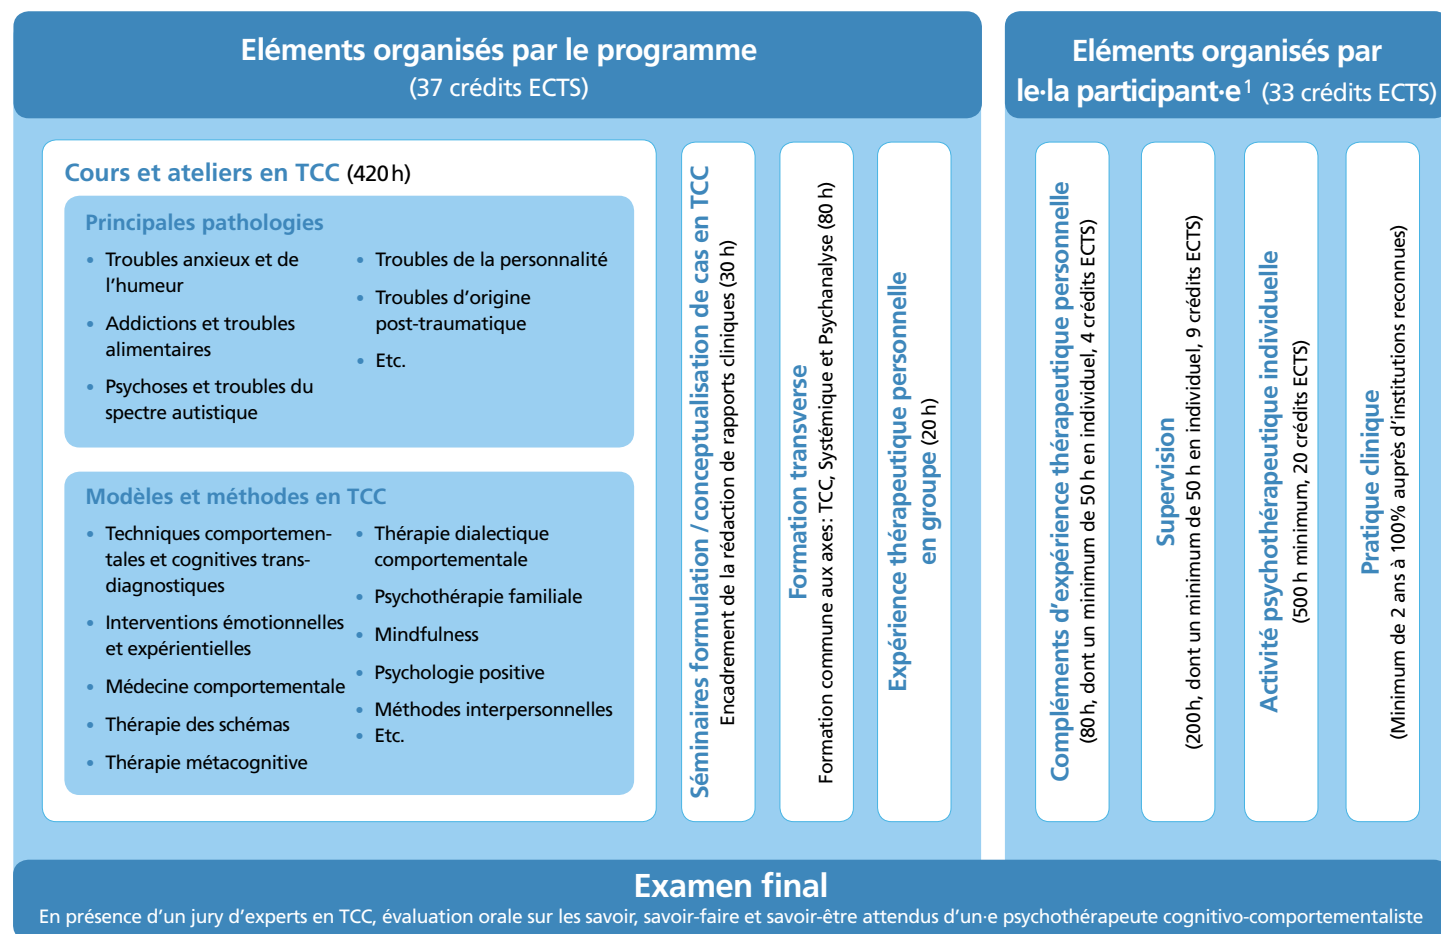 Eléments organisés par le programme
(37 crédits ECTS)
Cours et ateliers en TCC (420 h)
Principales pathologies
• Troubles anxieux et de
l’humeur
• Addictions et troubles
alimentaires
• Psychoses et troubles du
spectre autistique
• Troubles de la personnalité
• Troubles d’origine
post-traumatique
• Etc.
Modèles et méthodes en TCC
• Techniques comportemen-
tales et cognitives trans-
diagnostiques
• Interventions émotionnelles
et expérientielles
• Médecine comportementale
• Thérapie des schémas
• Thérapie métacognitive
• Thérapie dialectique
comportementale
• Psychothérapie familiale
• Mindfulness
• Psychologie positive
• Méthodes interpersonnelles
• Etc.
Séminaires formulation / conceptualisation de cas en TCC
Encadrement de la rédaction de rapports cliniques (30 h)
Formation transverse
Formation commune aux axes: TCC, Systémique et Psychanalyse (80 h)
Expérience thérapeutique personnelle
en groupe (20 h)
Eléments organisés par
le·la participant·e¹ (33 crédits ECTS)
Compléments d’expérience thérapeutique personnelle
(80 h, dont un minimum de 50 h en individuel, 4 crédits ECTS)
Supervision
(200 h, dont un minimum de 50 h en individuel, 9 crédits ECTS)
Activité psychothérapeutique individuelle
(500 h minimum, 20 crédits ECTS)
Pratique clinique
(Minimum de 2 ans à 100% auprès d’institutions reconnues)
Examen final
En présence d’un jury d’experts en TCC, évaluation orale sur les savoir, savoir-faire et savoir-être attendus d’un·e psychothérapeute cognitivo-comportementaliste